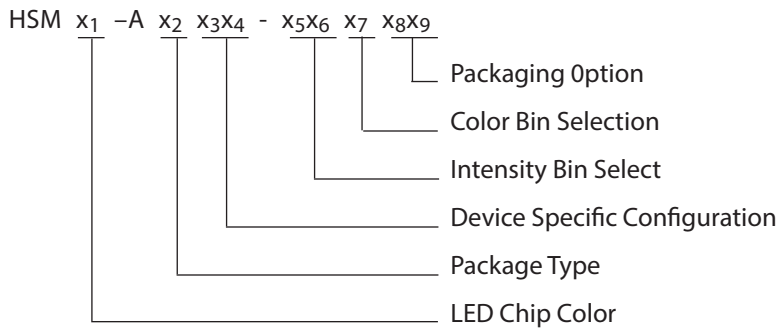 HSM x1 –A x2 x3x4 - x5x6 x7 x8x9
Packaging 0ption
Color Bin Selection
Intensity Bin Select
Device Specific Configuration
Package Type
LED Chip Color